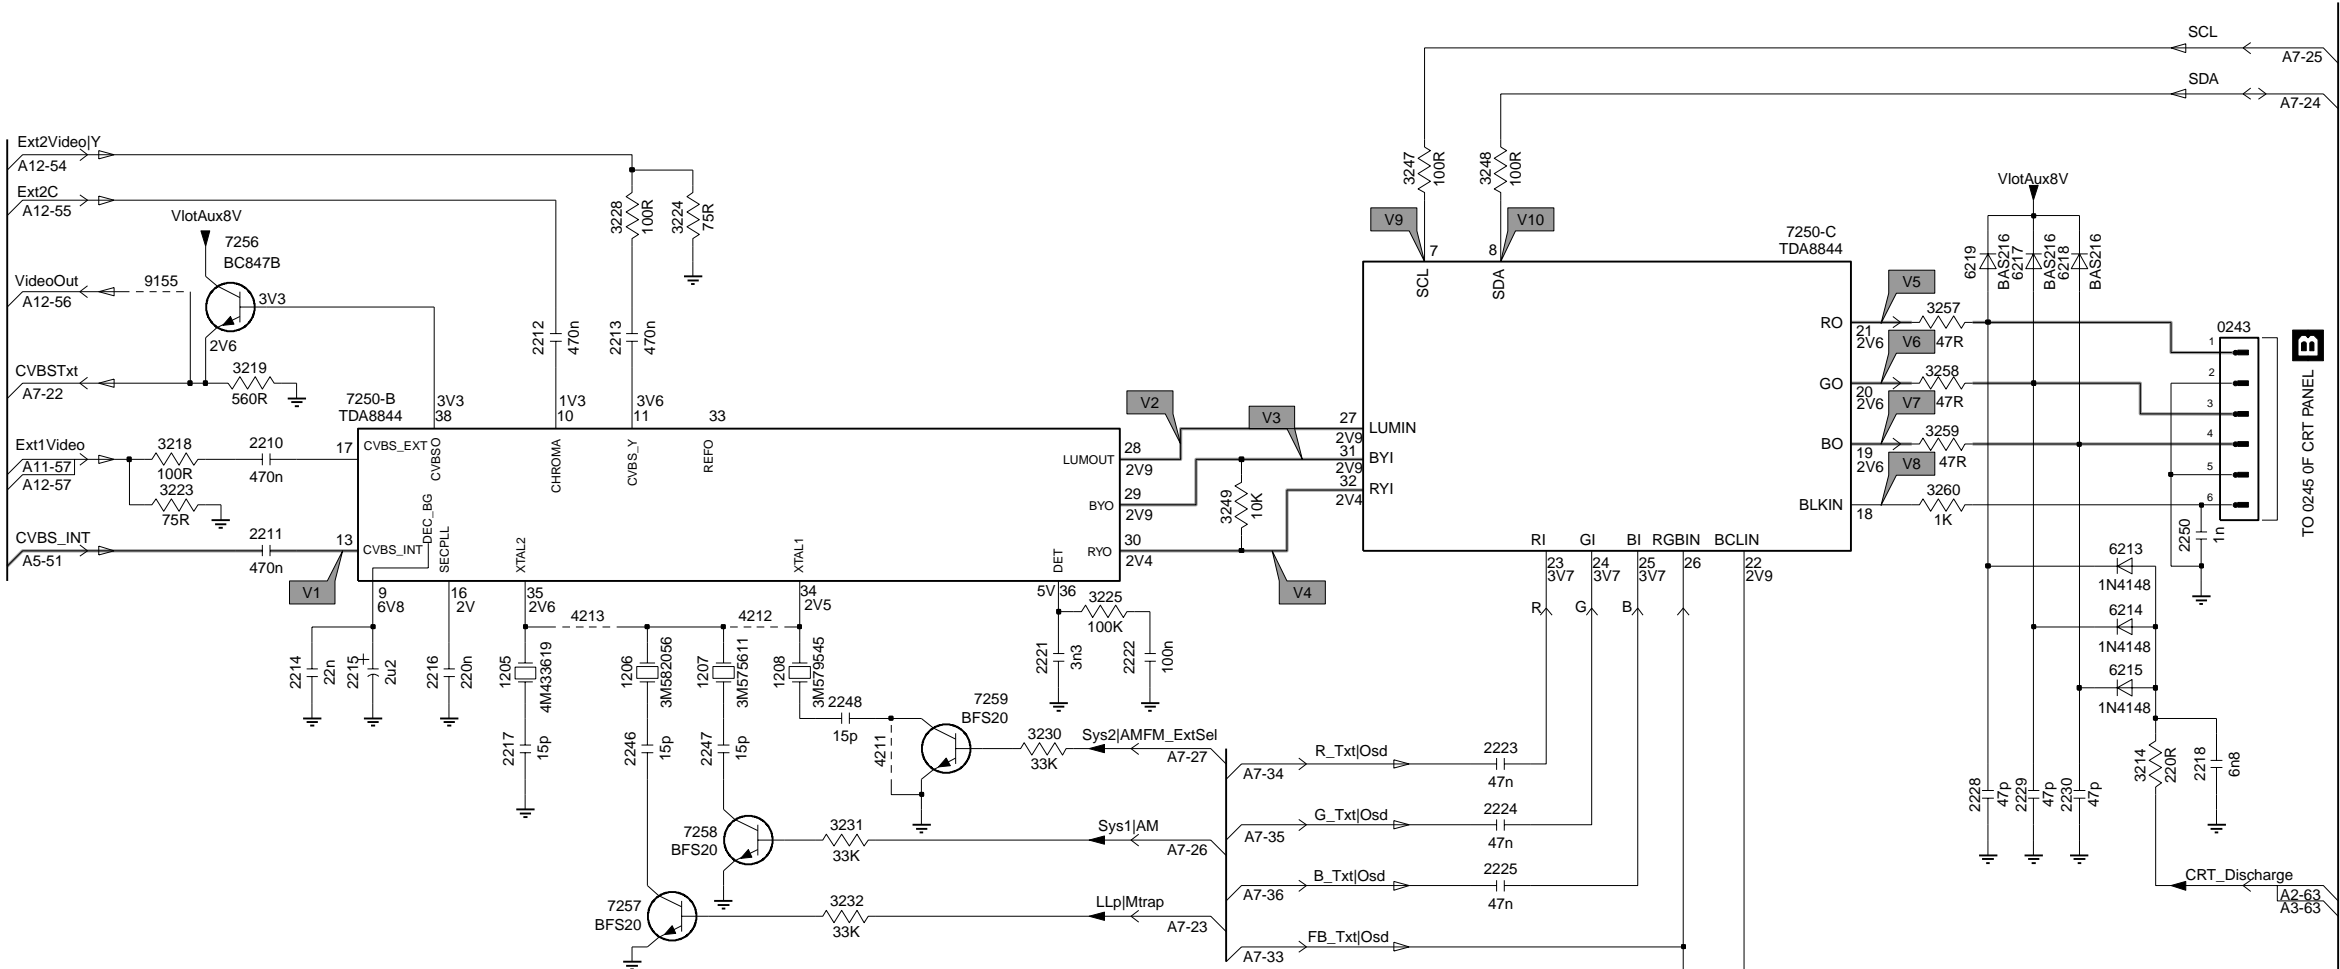 SCL
A7-25
SDA
A7-24
Ext2Video|Y
A12-54
Ext2C
A12-55
VlotAux8V
7256
BC847B
VideoOut
A12-56
9155
3V3
2V6
CVBSTxt
A7-22
3219
560R
3228
100R
3224
75R
2212
470n
2213
470n
3247
100R
3248
100R
V9
V10
7
8
SCL
SDA
7250-C
TDA8844
VlotAux8V
6219
BAS216
6217
BAS216
6218
BAS216
7250-B
TDA8844
3V3
38
1V3
10
3V6
11
33
CVBS_EXT
CVBSO
CHROMA
CVBS_Y
REFO
Ext1Video
A11-57
A12-57
3218
100R
2210
470n
17
3223
75R
CVBS_INT
A5-51
2211
470n
13
CVBS_INT
DEC_BG
SECPLL
XTAL2
XTAL1
DET
V1
LUMOUT
28
2V9
BYO
29
2V9
RYO
30
2V4
V2
V3
V4
3249
10K
27
2V9
31
2V9
32
2V4
LUMIN
BYI
RYI
RO
21
2V6
V5
3257
47R
GO
20
2V6
V6
3258
47R
BO
19
2V6
V7
3259
47R
BLKIN
18
V8
3260
1K
0243
1
2
3
4
5
6
B
TO 0245 0F CRT PANEL
2250
1n
RI
GI
BI
RGBIN
BCLIN
23
3V7
24
3V7
25
3V7
26
22
2V9
R
G
B
9
6V8
16
2V
35
2V6
34
2V5
5V
36
3225
100K
2214
22n
2215
+
2u2
2216
220n
4213
4212
1205
4M433619
1206
3M582056
1207
3M575611
1208
3M579545
2221
3n3
2222
100n
2217
15p
2246
15p
2247
15p
2248
15p
4211
7259
BFS20
3230
33K
Sys2|AMFM_ExtSel
A7-27
7258
BFS20
3231
33K
Sys1|AM
A7-26
7257
BFS20
3232
33K
LLp|Mtrap
A7-23
R_Txt|Osd
A7-34
2223
47n
G_Txt|Osd
A7-35
2224
47n
B_Txt|Osd
A7-36
2225
47n
FB_Txt|Osd
A7-33
6213
1N4148
6214
1N4148
6215
1N4148
3214
220R
2218
6n8
2228
47p
2229
47p
2230
47p
CRT_Discharge
A2-63
A3-63